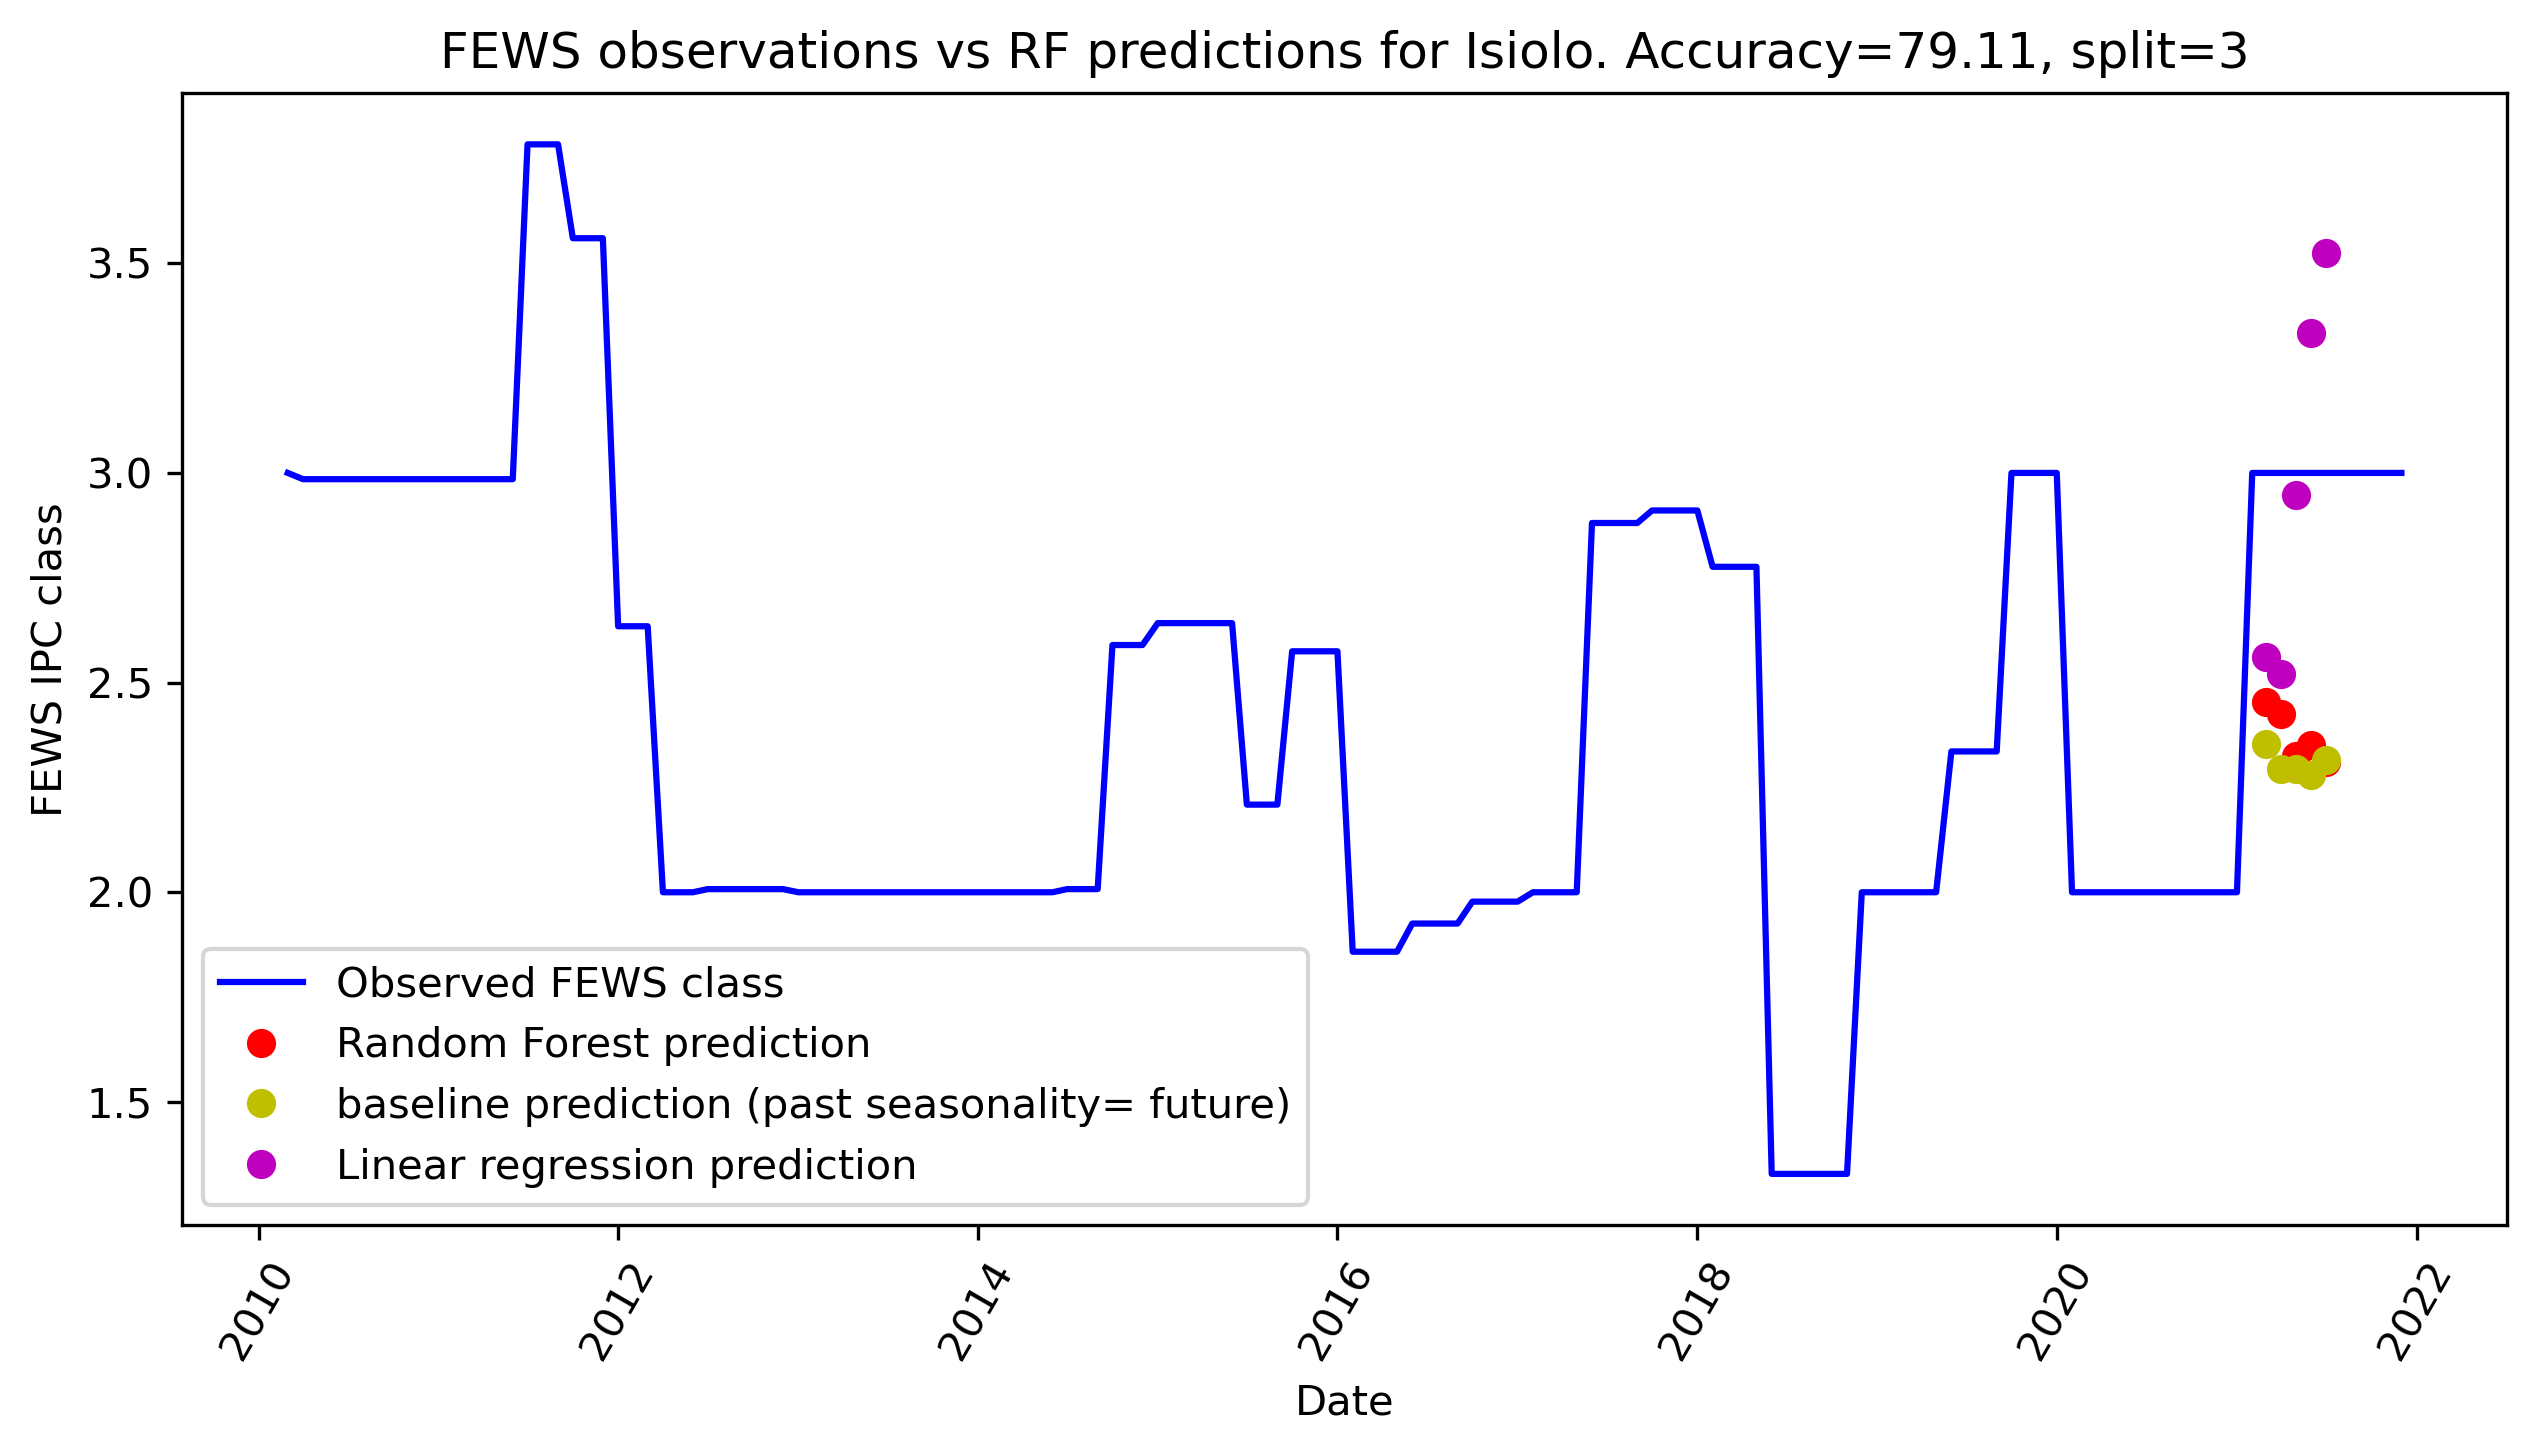 FEWS observations vs RF predictions for Isiolo. Accuracy=79.11, split=3
FEWS IPC class
3.5
3.0
2.5
2.0
1.5
Observed FEWS class
Random Forest prediction
baseline prediction (past seasonality= future)
Linear regression prediction
2010
2012
2014
2016
2018
2020
2022
Date